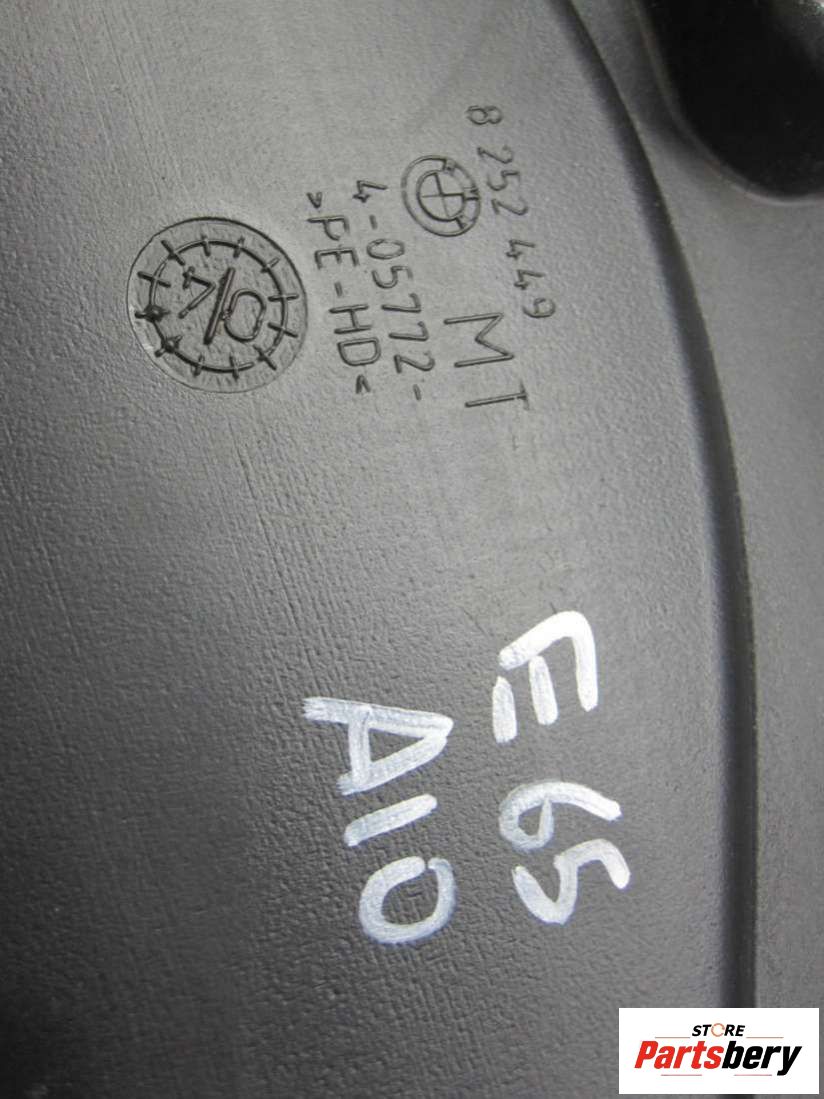 8 252 449
MT
4-05772-
>PE-HD<
E65
A10
STORE
Partsbery